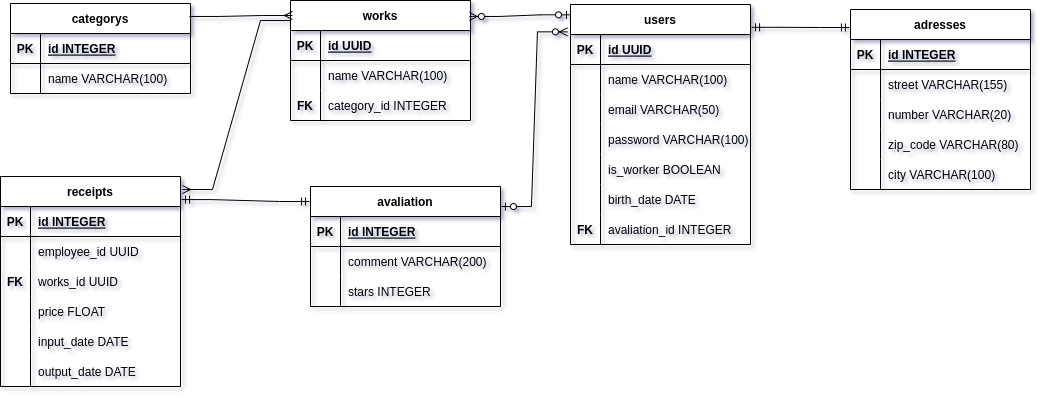 categorys
PK id INTEGER
name VARCHAR(100)
works
PK id UUID
name VARCHAR(100)
FK category_id INTEGER
users
PK id UUID
name VARCHAR(100)
email VARCHAR(50)
password VARCHAR(100)
is_worker BOOLEAN
birth_date DATE
FK avaliation_id INTEGER
adresses
PK id INTEGER
street VARCHAR(155)
number VARCHAR(20)
zip_code VARCHAR(80)
city VARCHAR(100)
receipts
PK id INTEGER
employee_id UUID
FK works_id UUID
price FLOAT
input_date DATE
output_date DATE
avaliation
PK id INTEGER
comment VARCHAR(200)
stars INTEGER